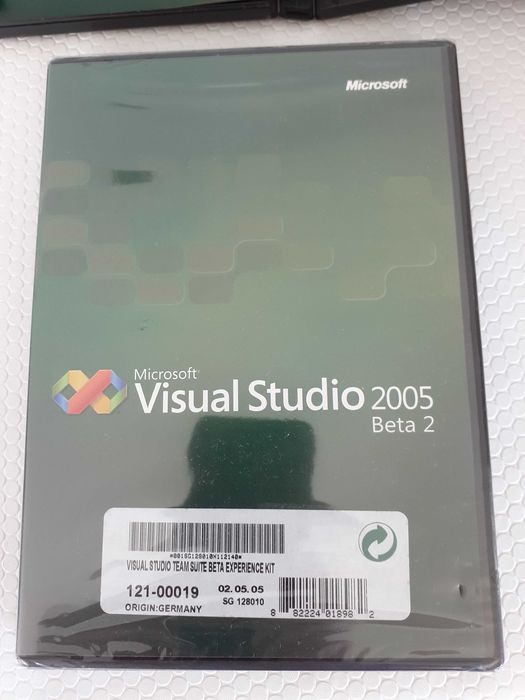 Microsoft
Microsoft
Visual Studio 2005
Beta 2
*0016G128010X112140*
VISUAL STUDIO TEAM SUITE BETA EXPERIENCE KIT
121-00019
02.05.05
SG 128010
ORIGIN:GERMANY
8 82224 01898 2